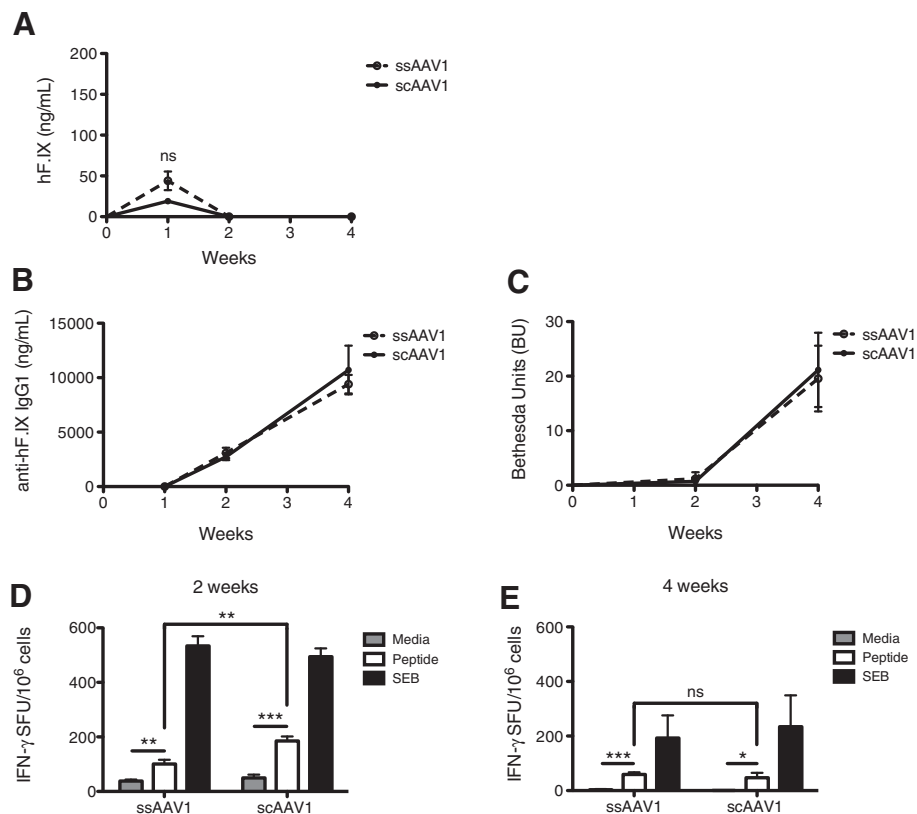 A
200
150
100
50
0
hF.IX (ng/mL)
ns
0 1 2 3 4
Weeks
ssAAV1
scAAV1
B
15000
10000
5000
0
anti-hF.IX IgG1 (ng/mL)
0 1 2 3 4
Weeks
ssAAV1
scAAV1
C
30
20
10
0
Bethesda Units (BU)
0 1 2 3 4
Weeks
ssAAV1
scAAV1
D
2 weeks
600
400
200
0
IFN-γ SFU/10⁶ cells
**
**
***
ssAAV1 scAAV1
Media
Peptide
SEB
E
4 weeks
600
400
200
0
IFN-γ SFU/10⁶ cells
ns
***
*
ssAAV1 scAAV1
Media
Peptide
SEB